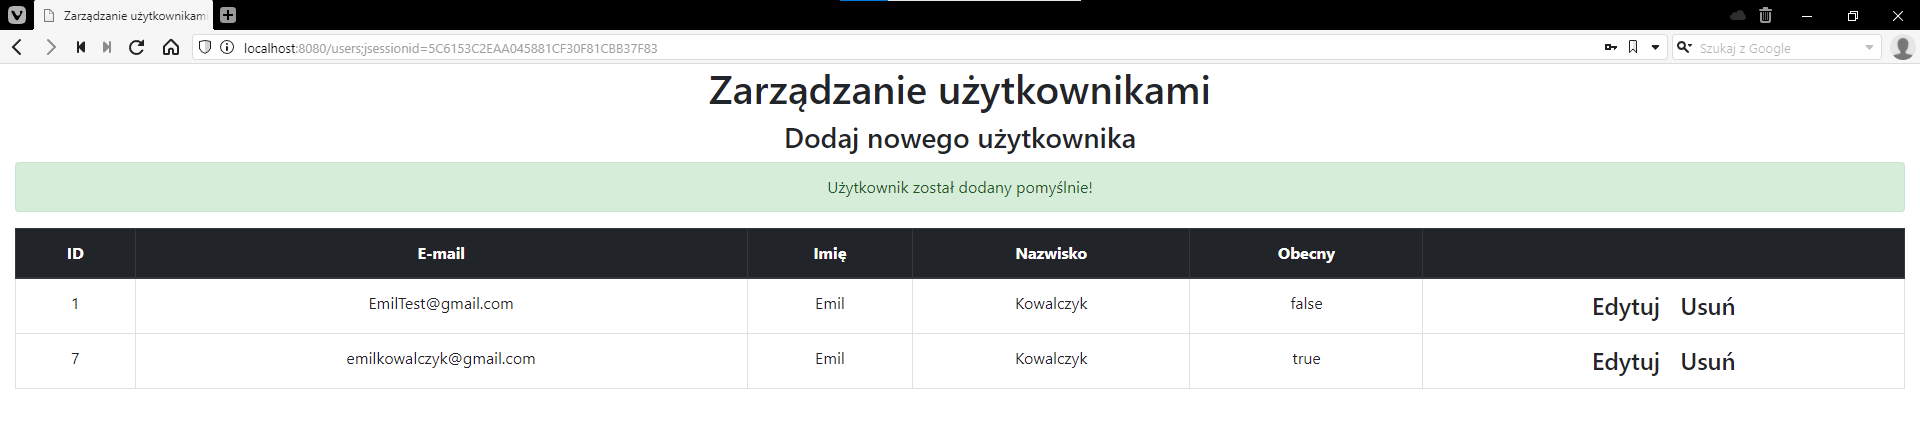 Zarządzanie użytkownikami
localhost:8080/users;jsessionid=5C6153C2EAA045881CF30F81CBB37F83
Szukaj z Google
Zarządzanie użytkownikami
Dodaj nowego użytkownika
Użytkownik został dodany pomyślnie!
ID E-mail Imię Nazwisko Obecny
1 EmilTest@gmail.com Emil Kowalczyk false Edytuj Usuń
7 emilkowalczyk@gmail.com Emil Kowalczyk true Edytuj Usuń